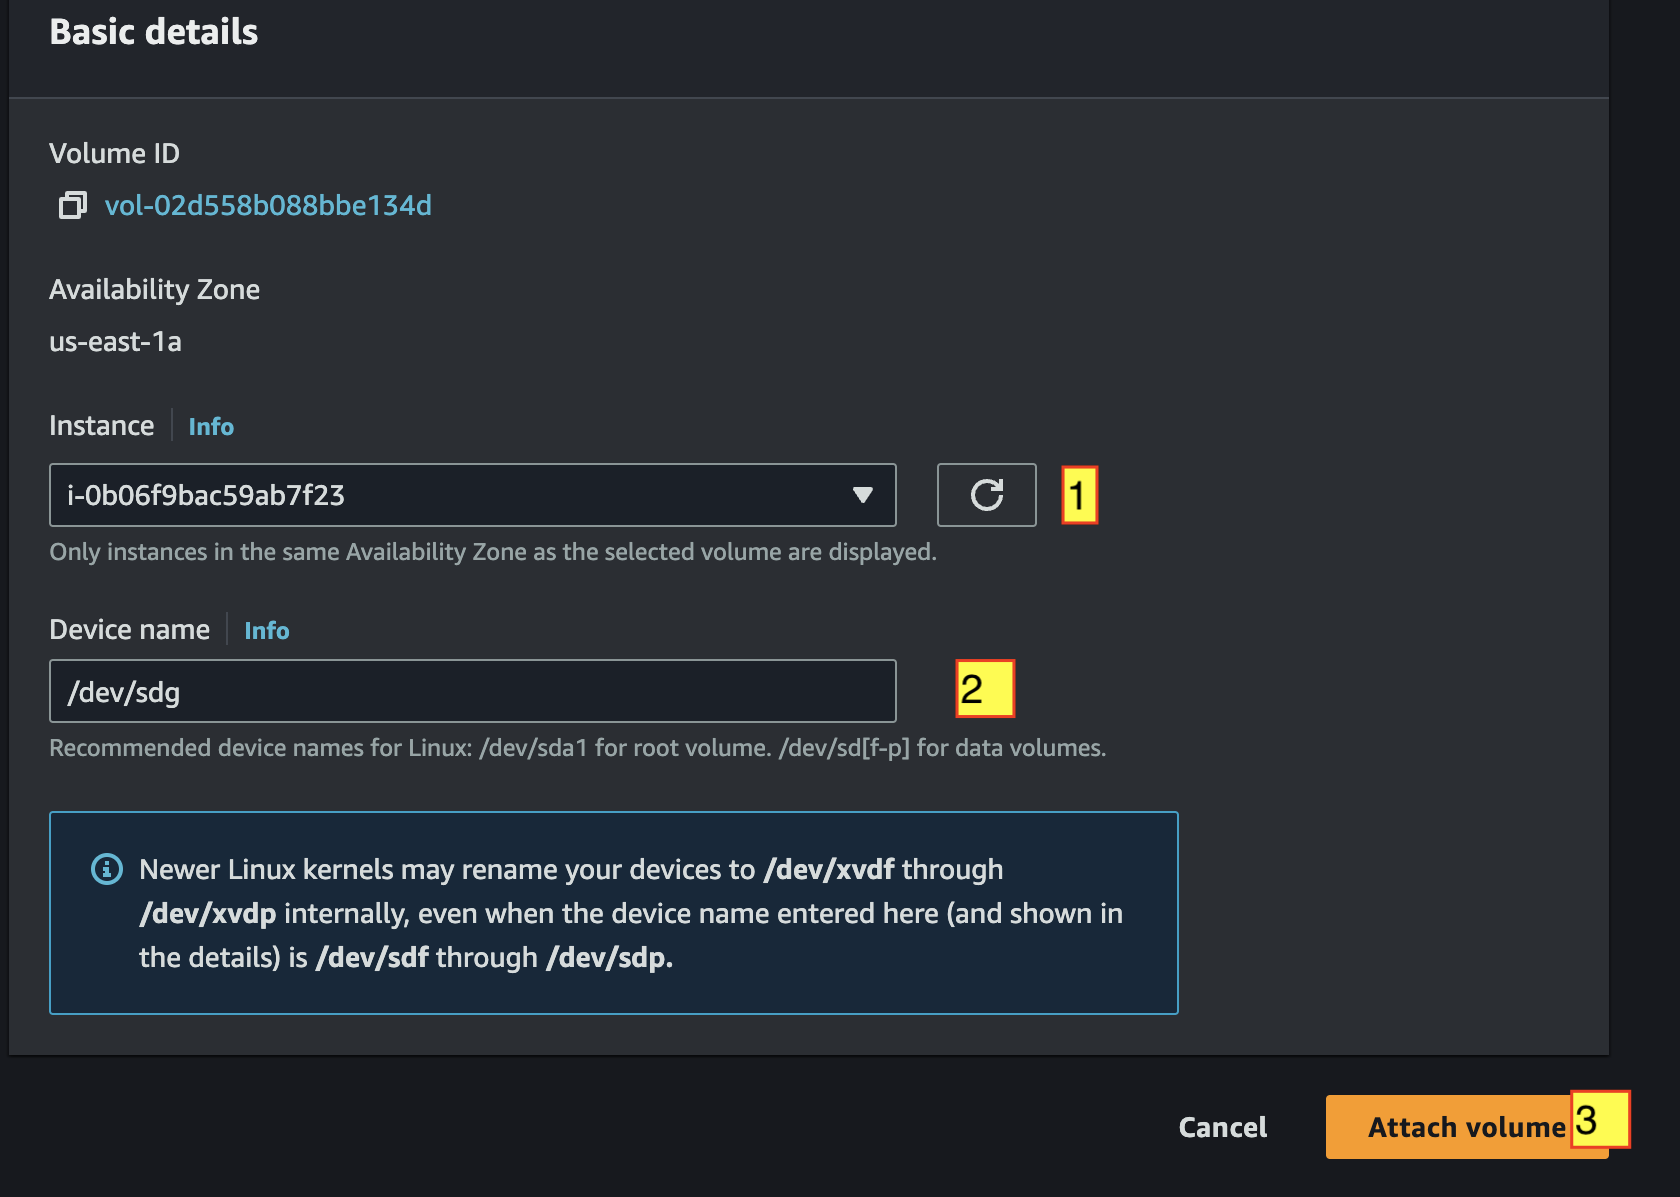 Basic details
Volume ID
vol-02d558b088bbe134d
Availability Zone
us-east-1a
Instance Info
i-0b06f9bac59ab7f23
1
Only instances in the same Availability Zone as the selected volume are displayed.
Device name Info
/dev/sdg
2
Recommended device names for Linux: /dev/sda1 for root volume. /dev/sd[f-p] for data volumes.
Newer Linux kernels may rename your devices to /dev/xvdf through
/dev/xvdp internally, even when the device name entered here (and shown in
the details) is /dev/sdf through /dev/sdp.
Cancel
Attach volume 3